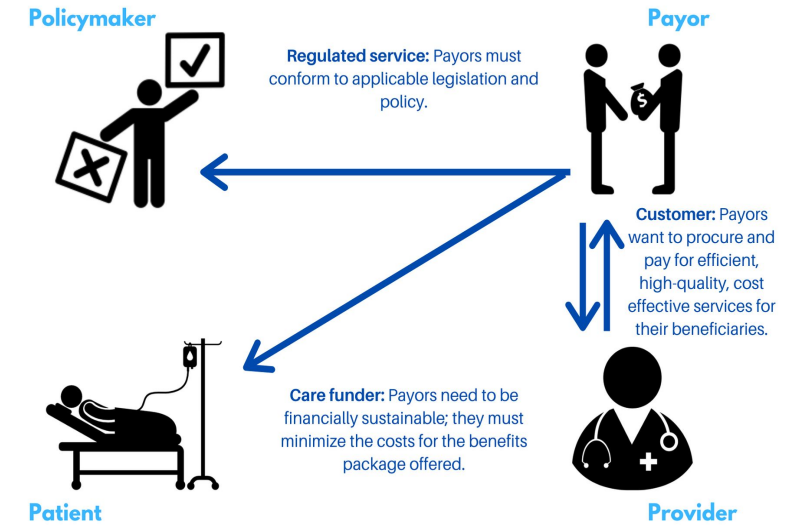 Policymaker
Payor
Regulated service: Payors must
conform to applicable legislation and
policy.
$
Customer: Payors
want to procure and
pay for efficient,
high-quality, cost
effective services for
their beneficiaries.
Care funder: Payors need to be
financially sustainable; they must
minimize the costs for the benefits
package offered.
Patient
Provider